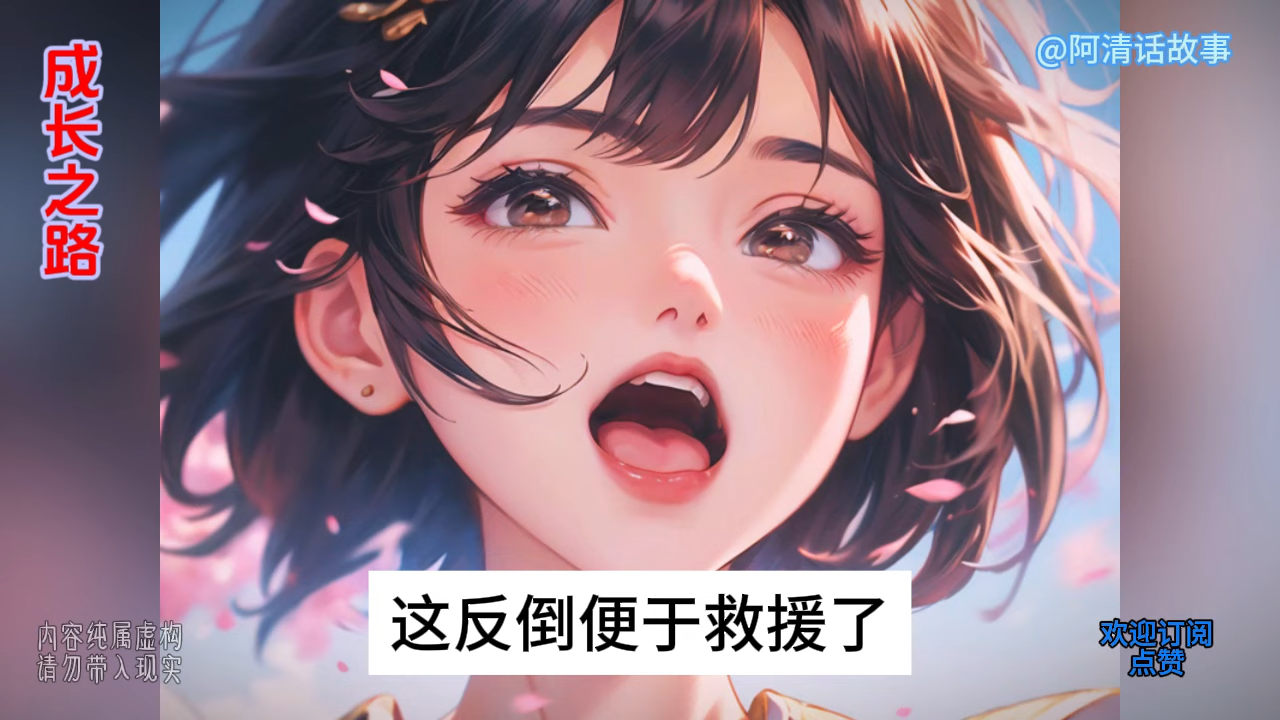 成长之路
@阿清话故事
这反倒便于救援了
内容纯属虚构
请勿带入现实
欢迎订阅
点赞